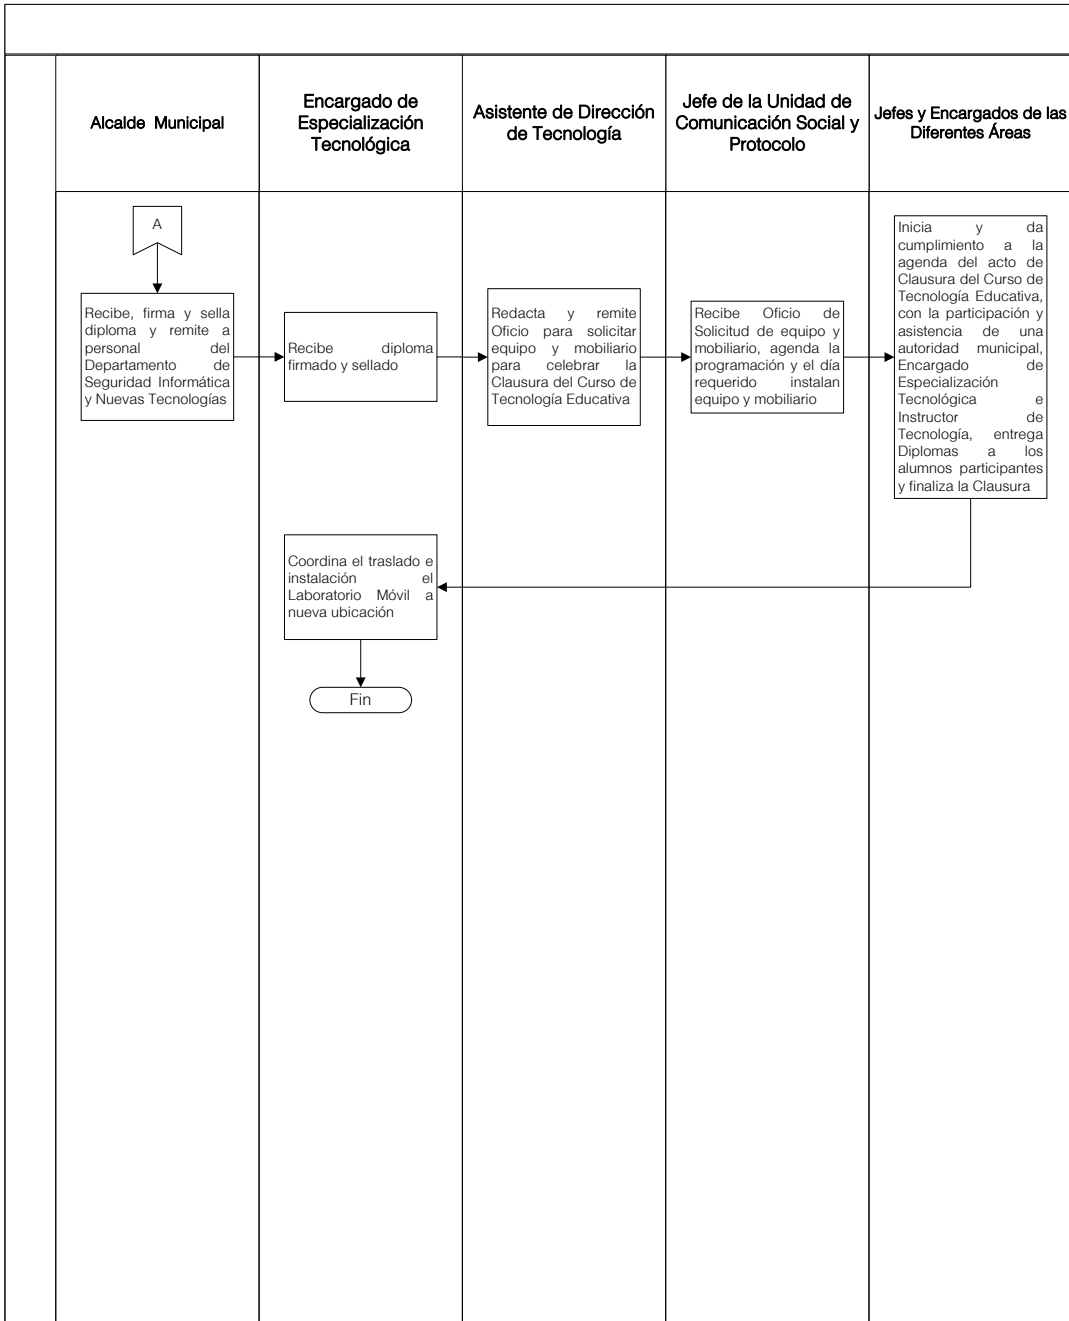 Alcalde Municipal
Encargado de
Especialización
Tecnológica
Asistente de Dirección
de Tecnología
Jefe de la Unidad de
Comunicación Social y
Protocolo
Jefes y Encargados de las
Diferentes Áreas
A
Recibe, firma y sella
diploma y remite a
personal del
Departamento de
Seguridad Informática
y Nuevas Tecnologías
Recibe diploma
firmado y sellado
Redacta y remite
Oficio para solicitar
equipo y mobiliario
para celebrar la
Clausura del Curso de
Tecnología Educativa
Recibe Oficio de
Solicitud de equipo y
mobiliario, agenda la
programación y el día
requerido instalan
equipo y mobiliario
Inicia y da
cumplimiento a la
agenda del acto de
Clausura del Curso de
Tecnología Educativa,
con la participación y
asistencia de una
autoridad municipal,
Encargado de
Especialización
Tecnológica e
Instructor de
Tecnología, entrega
Diplomas a los
alumnos participantes
y finaliza la Clausura
Coordina el traslado e
instalación el
Laboratorio Móvil a
nueva ubicación
Fin